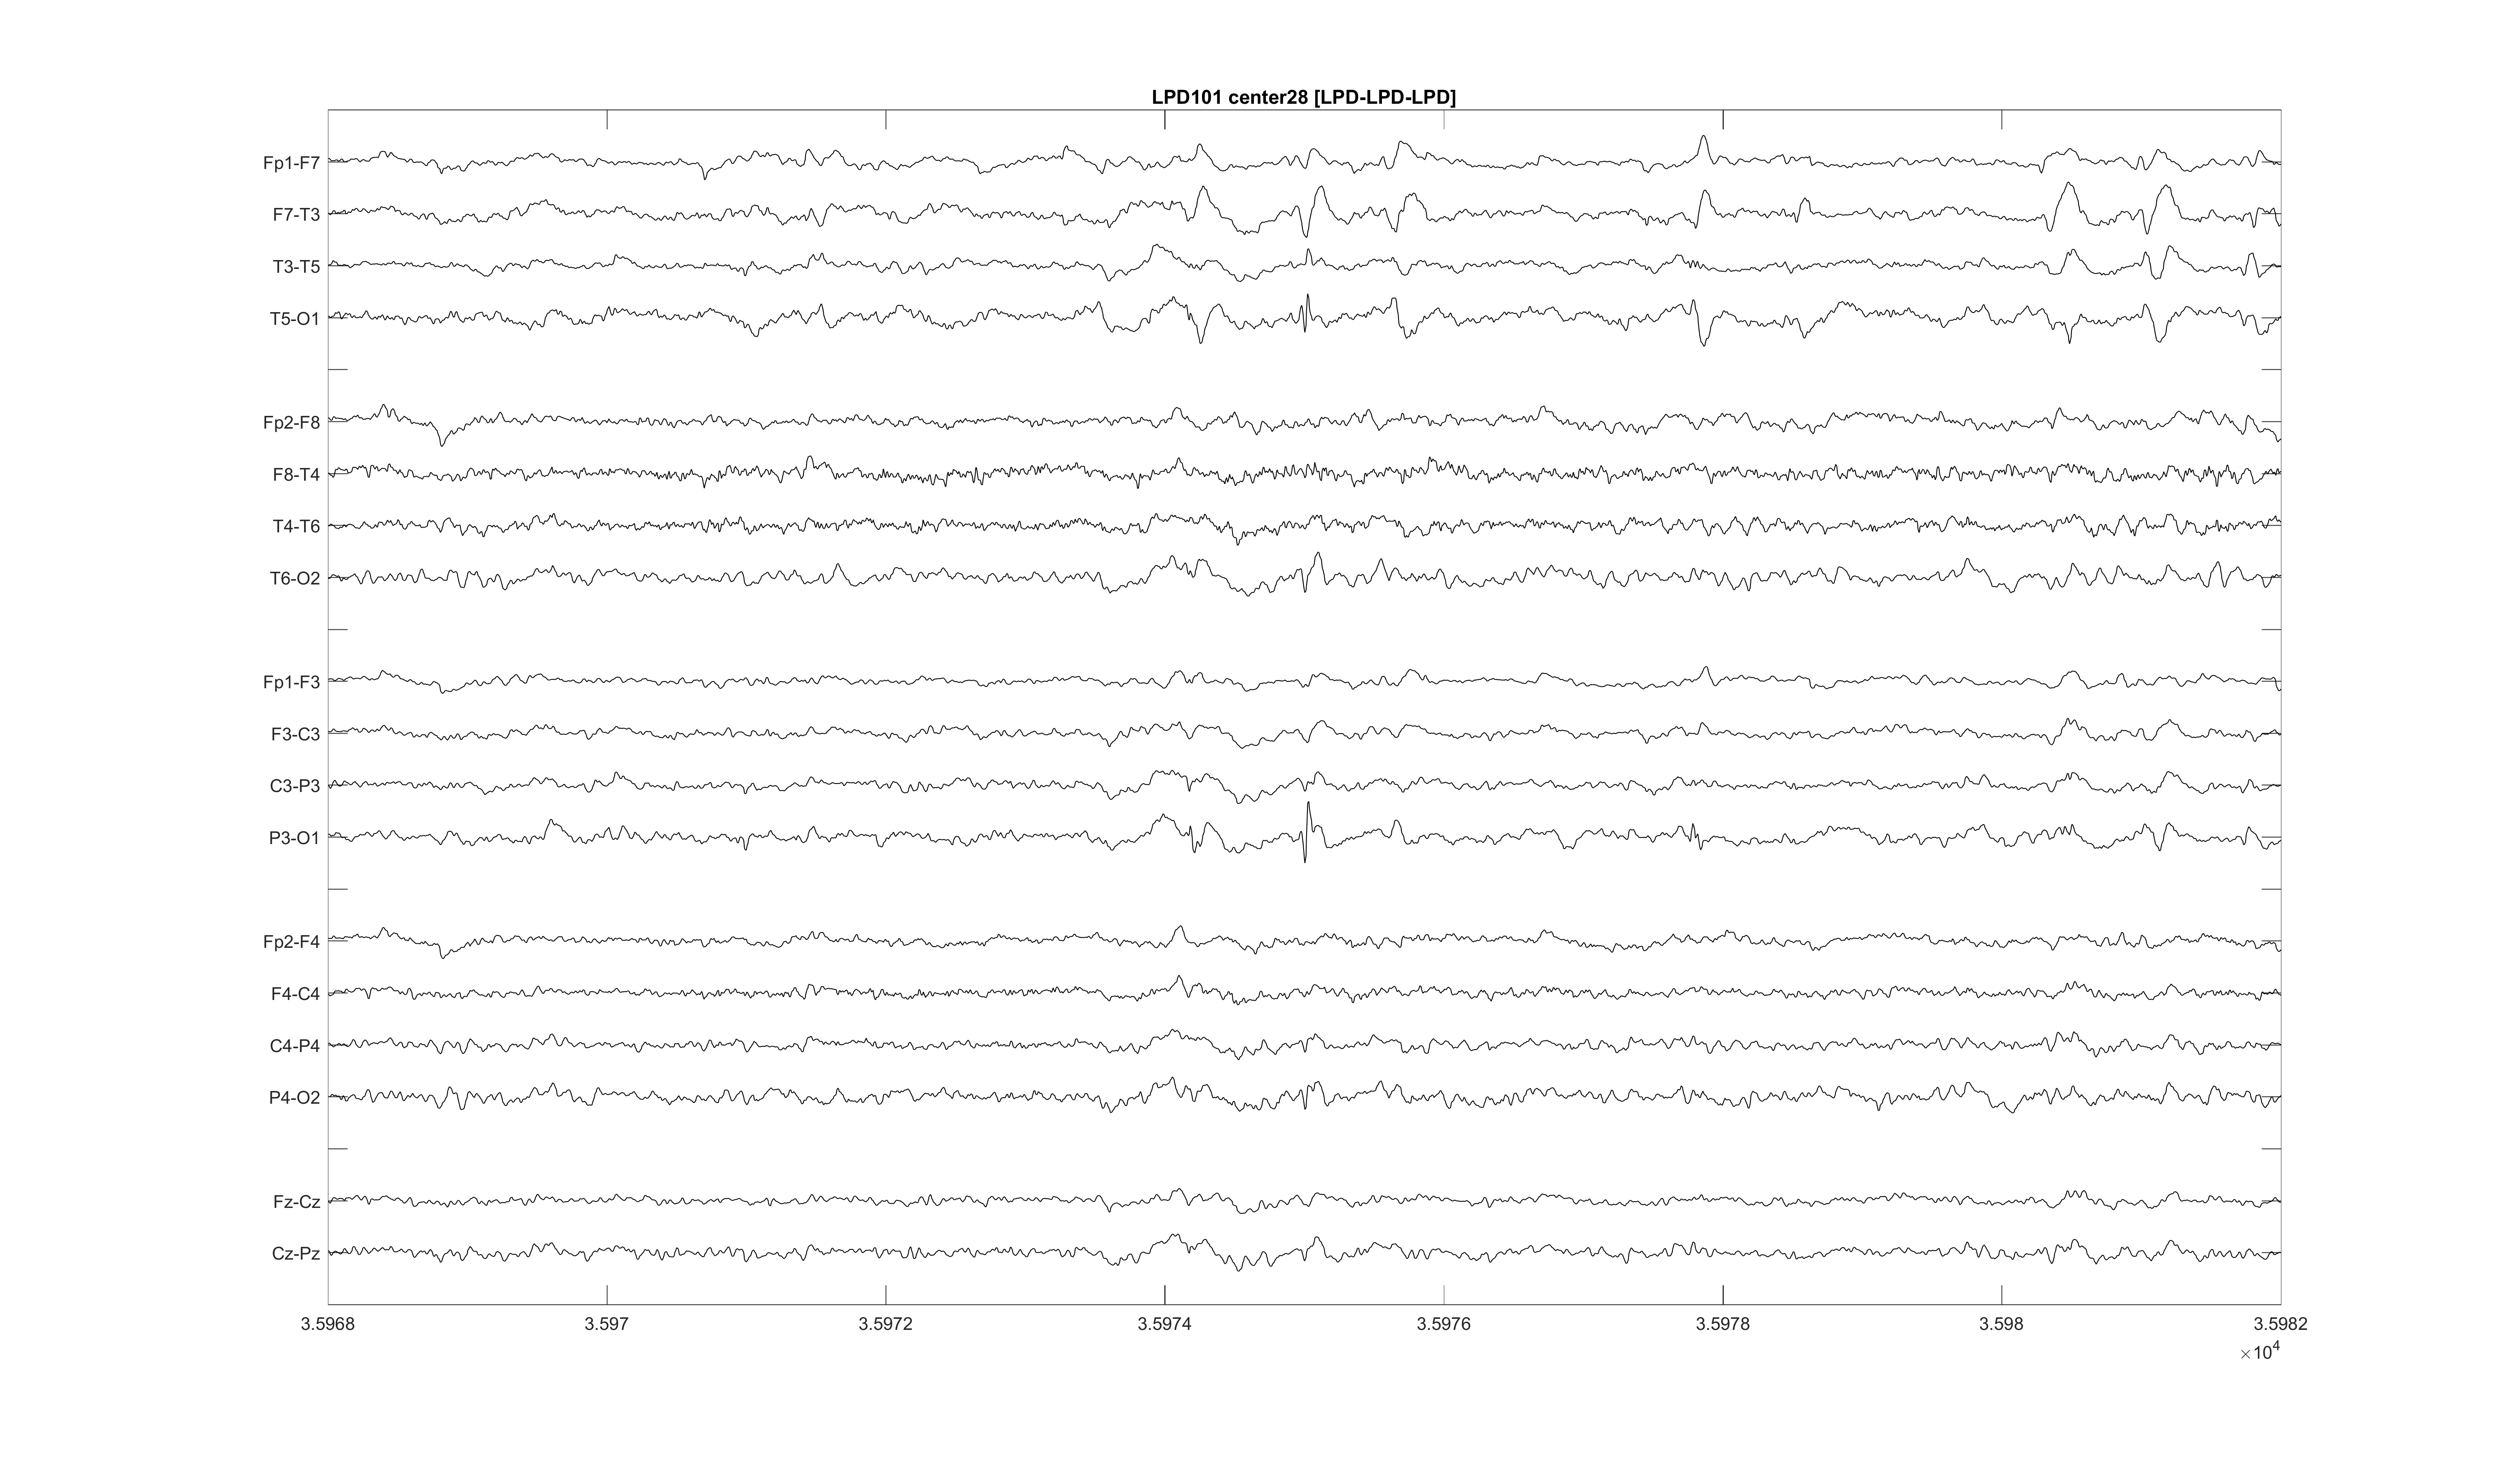 LPD101 center28 [LPD-LPD-LPD]
Fp1-F7
F7-T3
T3-T5
T5-O1
Fp2-F8
F8-T4
T4-T6
T6-O2
Fp1-F3
F3-C3
C3-P3
P3-O1
Fp2-F4
F4-C4
C4-P4
P4-O2
Fz-Cz
Cz-Pz
3.5968 3.597 3.5972 3.5974 3.5976 3.5978 3.598 3.5982
×10^4